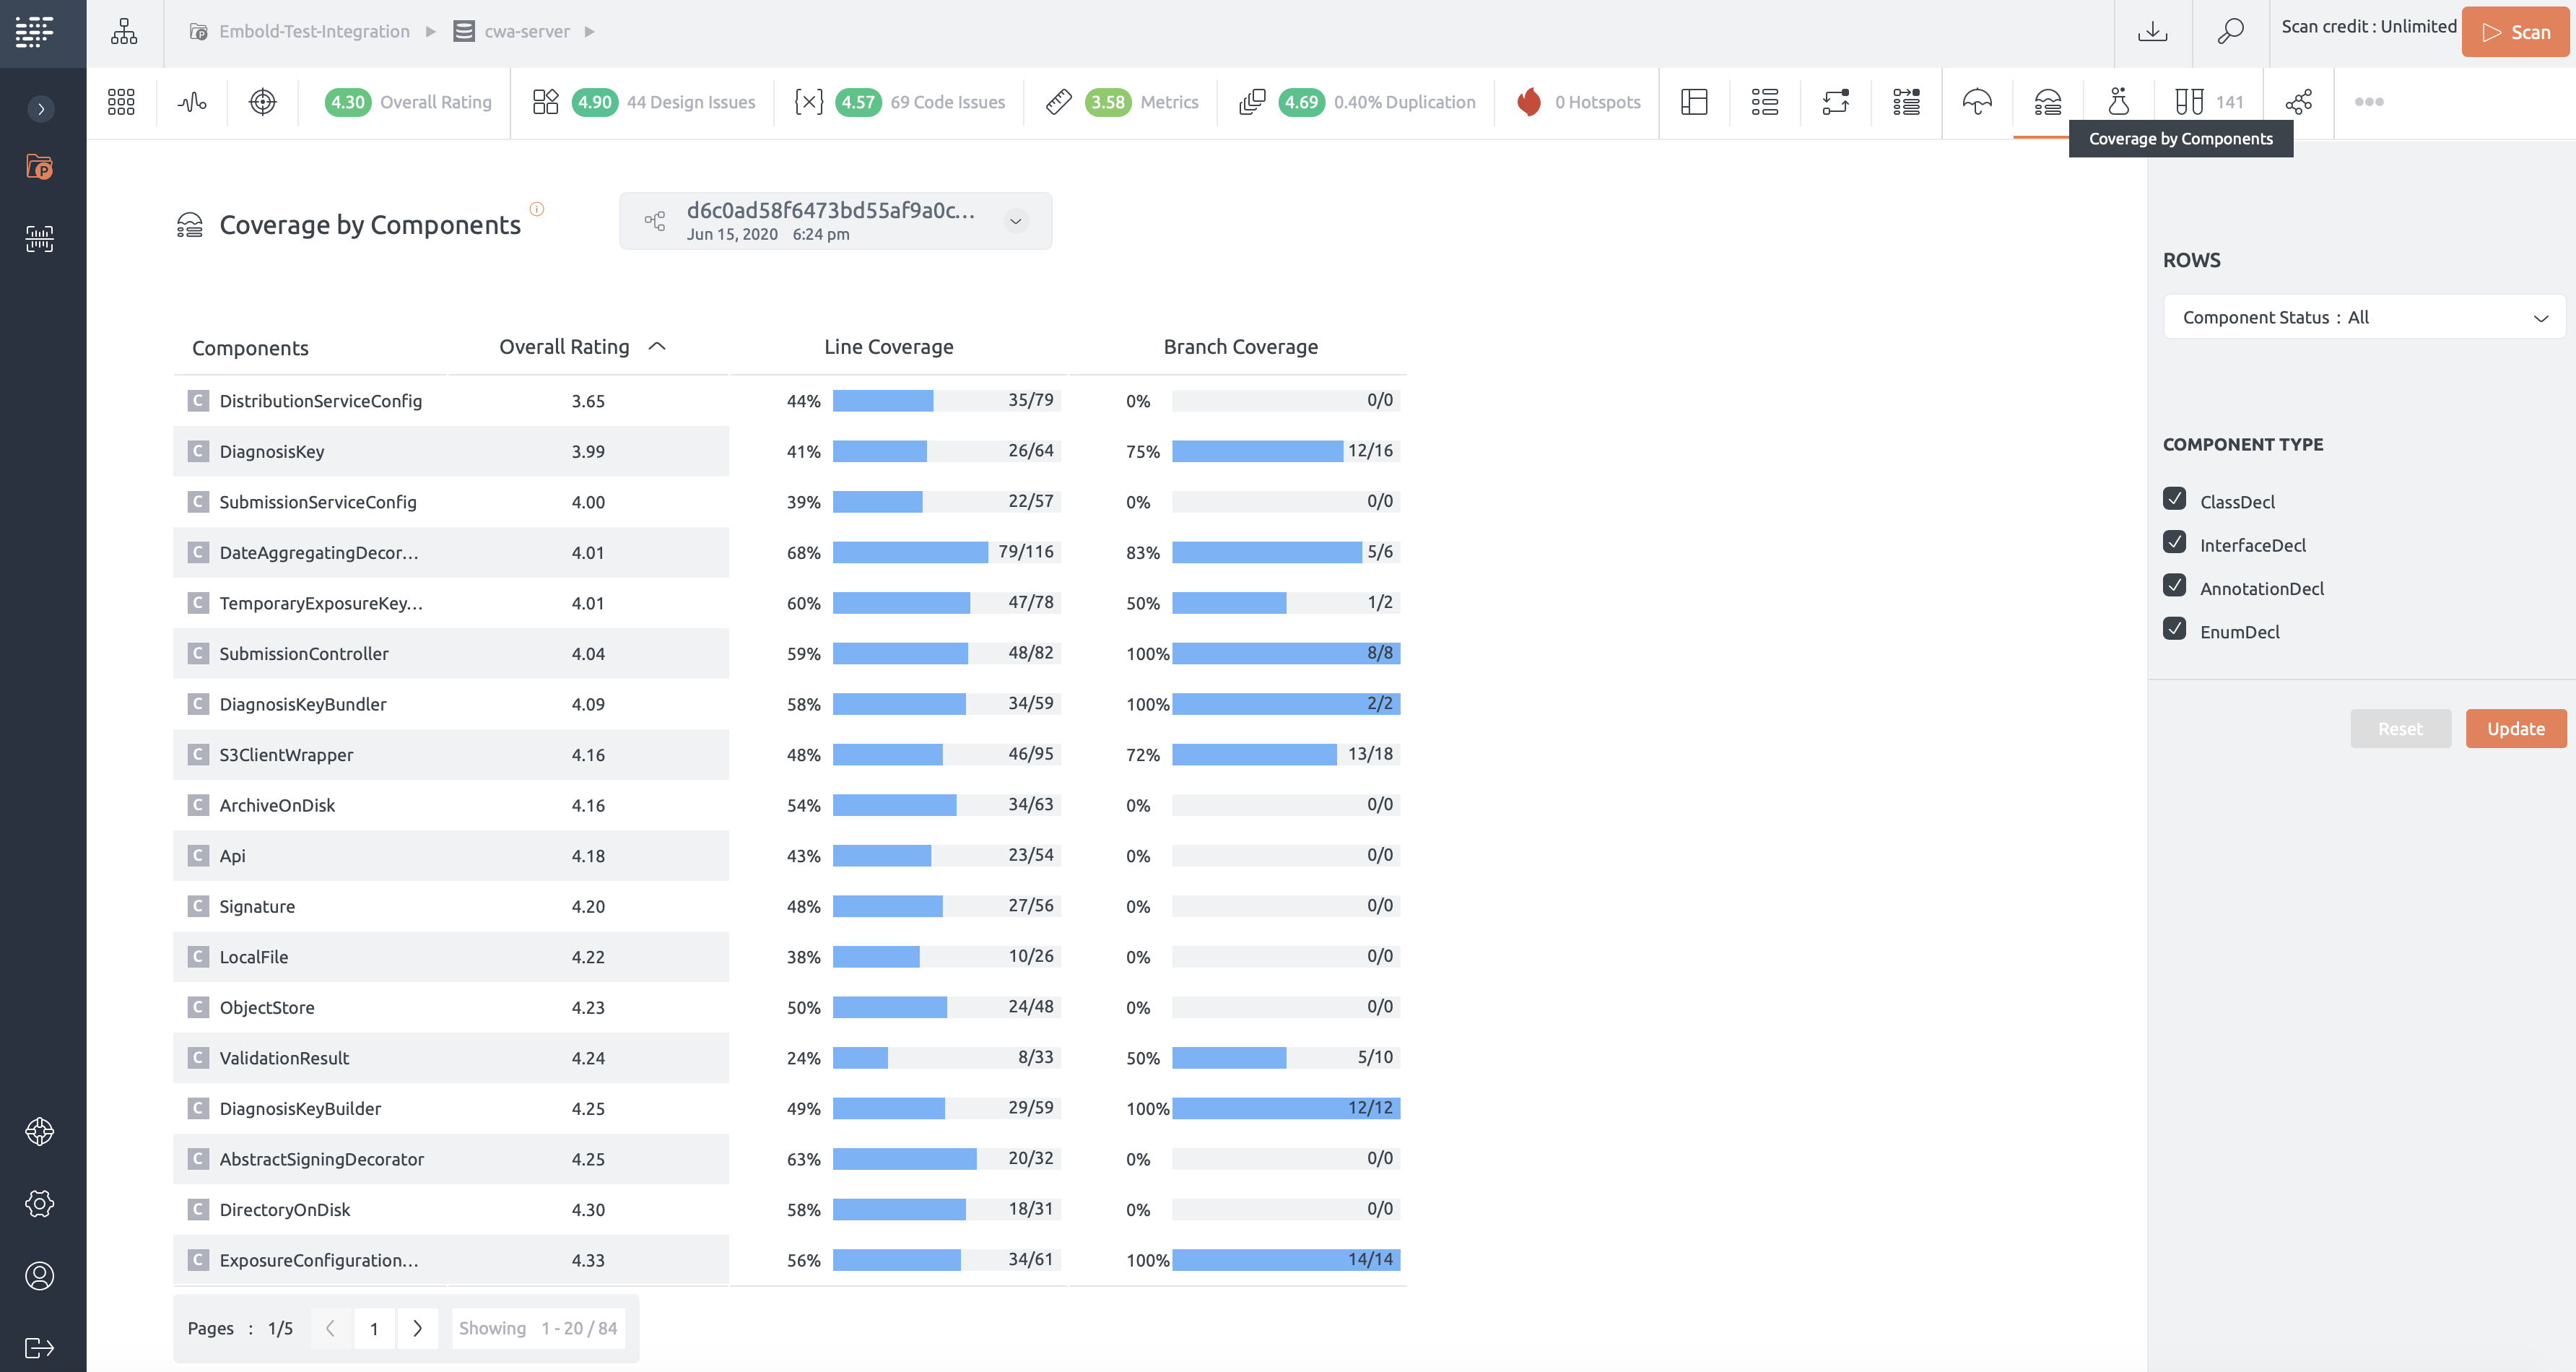 Embold-Test-Integration ▶ cwa-server ▶
Scan credit : Unlimited
Scan
4.30 Overall Rating
4.90 44 Design Issues
4.57 69 Code Issues
3.58 Metrics
4.69 0.40% Duplication
0 Hotspots
141
Coverage by Components
Coverage by Components
d6c0ad58f6473bd55af9a0c...
Jun 15, 2020 6:24 pm
Components Overall Rating Line Coverage Branch Coverage
C DistributionServiceConfig 3.65 44% 35/79 0% 0/0
C DiagnosisKey 3.99 41% 26/64 75% 12/16
C SubmissionServiceConfig 4.00 39% 22/57 0% 0/0
C DateAggregatingDecor... 4.01 68% 79/116 83% 5/6
C TemporaryExposureKey... 4.01 60% 47/78 50% 1/2
C SubmissionController 4.04 59% 48/82 100% 8/8
C DiagnosisKeyBundler 4.09 58% 34/59 100% 2/2
C S3ClientWrapper 4.16 48% 46/95 72% 13/18
C ArchiveOnDisk 4.16 54% 34/63 0% 0/0
C Api 4.18 43% 23/54 0% 0/0
C Signature 4.20 48% 27/56 0% 0/0
C LocalFile 4.22 38% 10/26 0% 0/0
C ObjectStore 4.23 50% 24/48 0% 0/0
C ValidationResult 4.24 24% 8/33 50% 5/10
C DiagnosisKeyBuilder 4.25 49% 29/59 100% 12/12
C AbstractSigningDecorator 4.25 63% 20/32 0% 0/0
C DirectoryOnDisk 4.30 58% 18/31 0% 0/0
C ExposureConfiguration... 4.33 56% 34/61 100% 14/14
Pages : 1/5 1 Showing 1 - 20 / 84
ROWS
Component Status : All
COMPONENT TYPE
ClassDecl
InterfaceDecl
AnnotationDecl
EnumDecl
Reset
Update